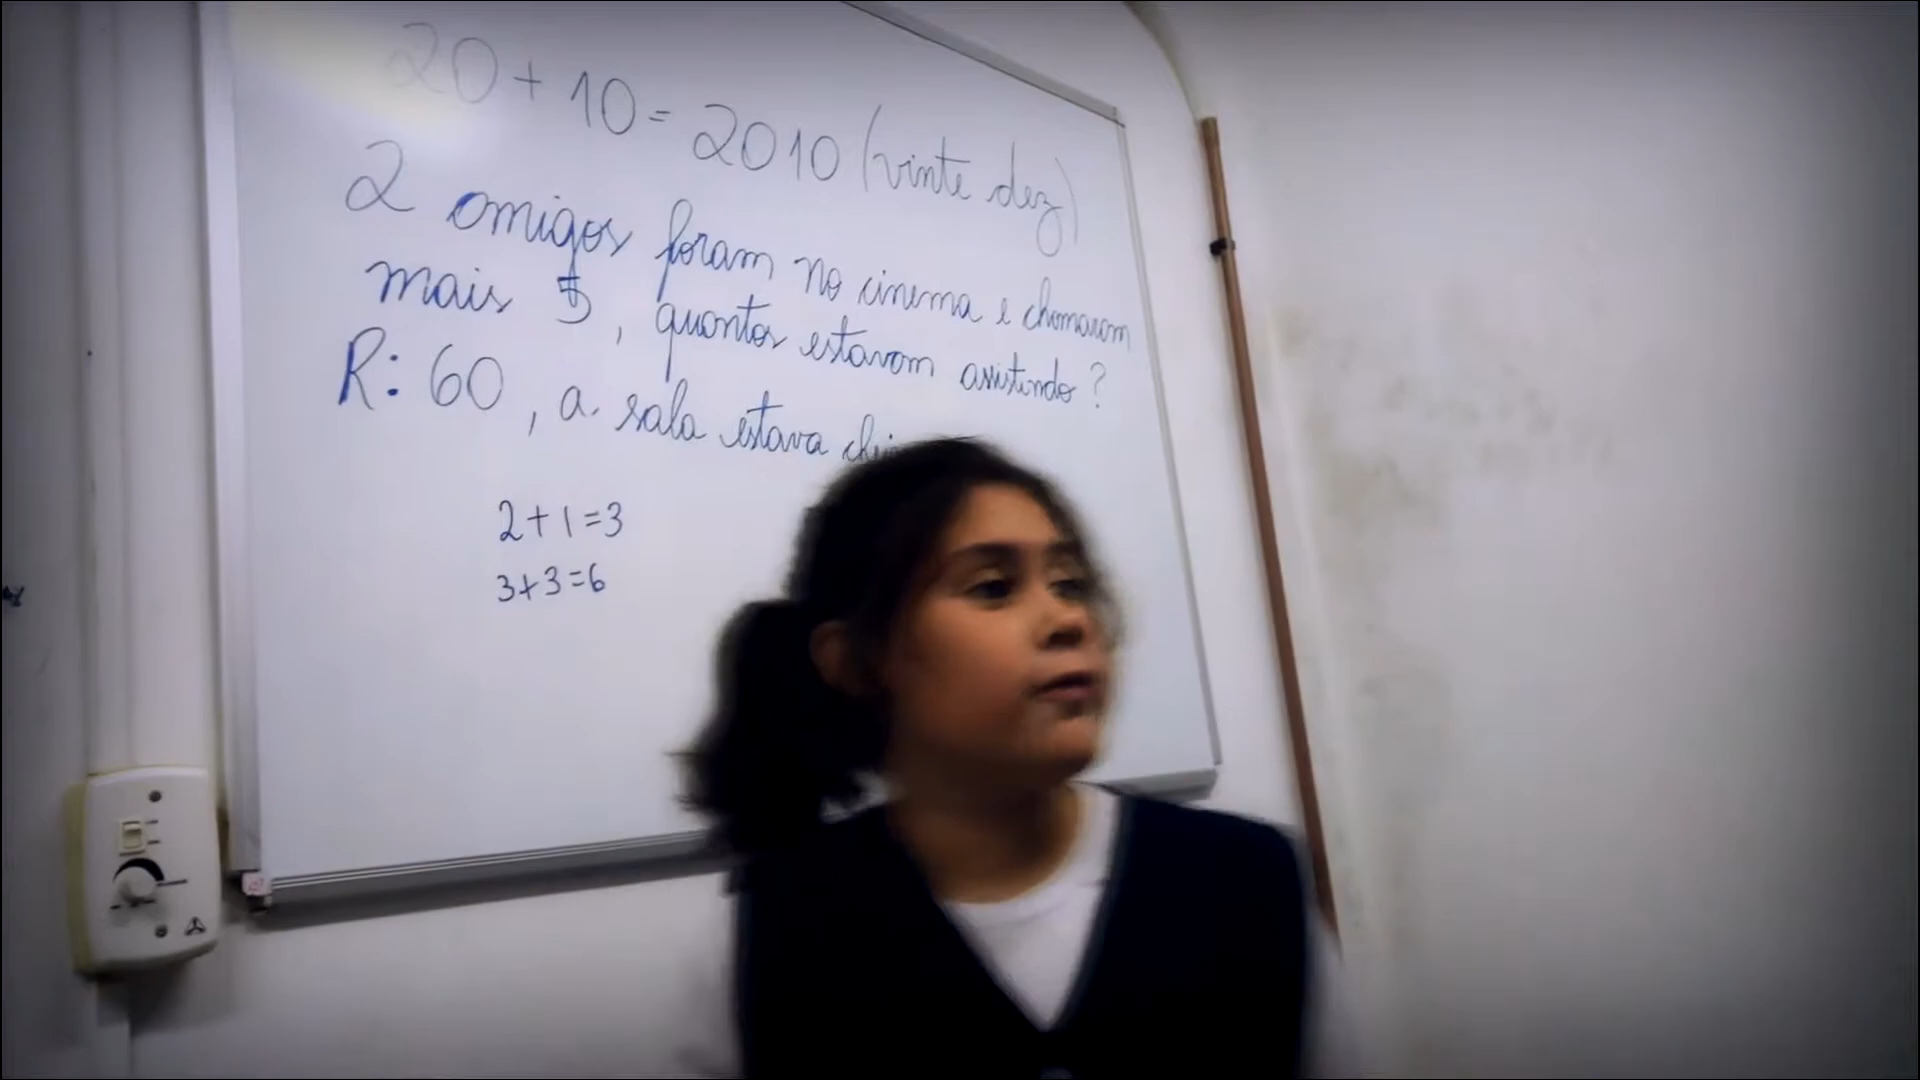 20 + 10 = 2010 (vinte dez)
2 amigos foram no cinema e chamaram
mais 5, quantos estavam assistindo?
R: 60, a sala estava
2+1=3
3+3=6